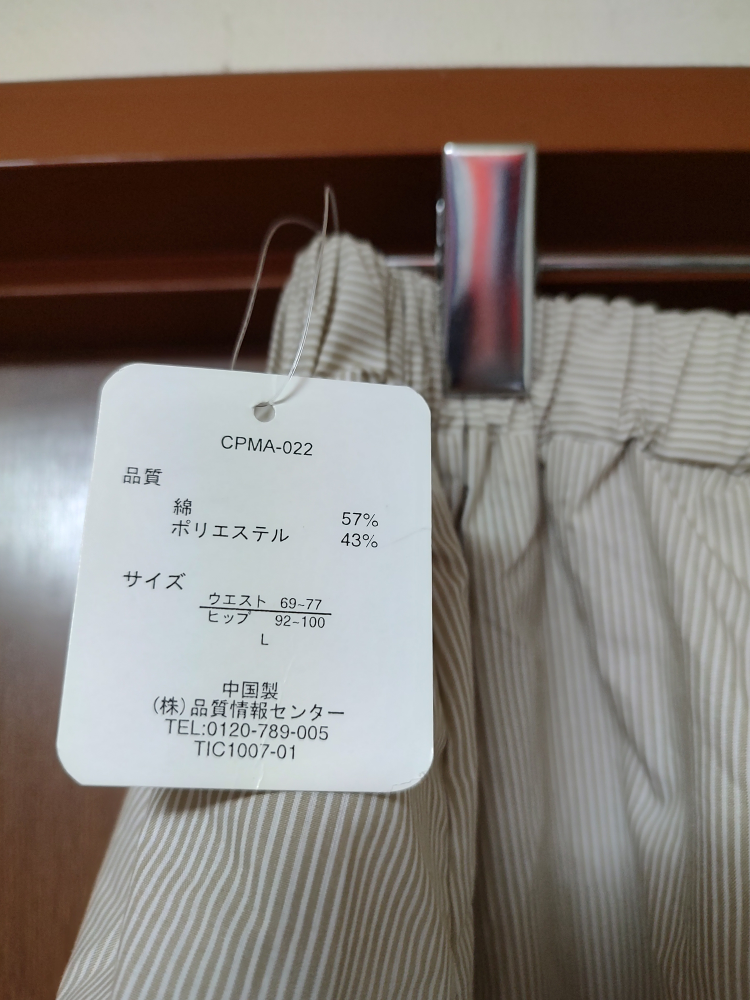 CPMA-022
品質
綿 57%
ポリエステル 43%
サイズ
ウエスト 69~77
ヒップ 92~100
L
中国製
(株)品質情報センター
TEL:0120-789-005
TIC1007-01